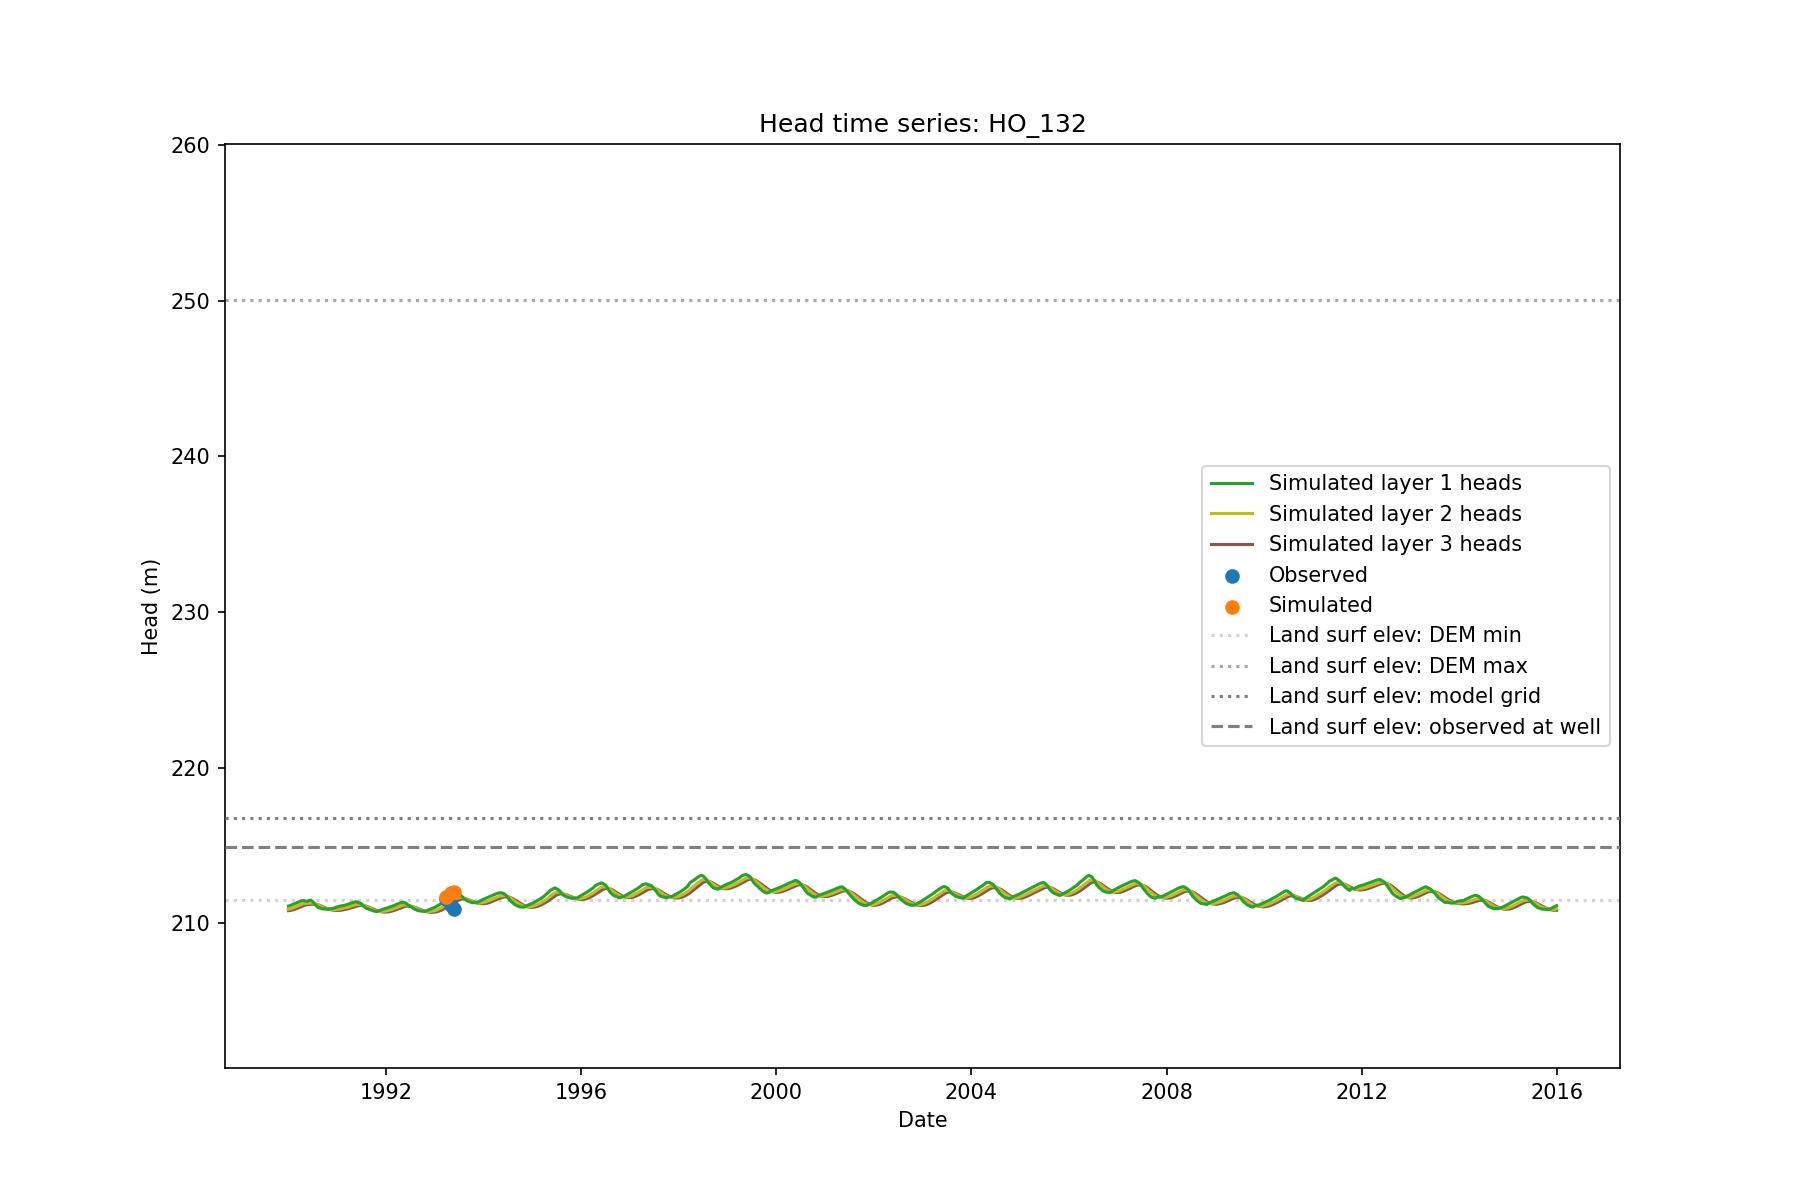 Head time series: HO_132
260
250
240
230
220
210
Head (m)
Simulated layer 1 heads
Simulated layer 2 heads
Simulated layer 3 heads
Observed
Simulated
Land surf elev: DEM min
Land surf elev: DEM max
Land surf elev: model grid
Land surf elev: observed at well
1992 1996 2000 2004 2008 2012 2016
Date